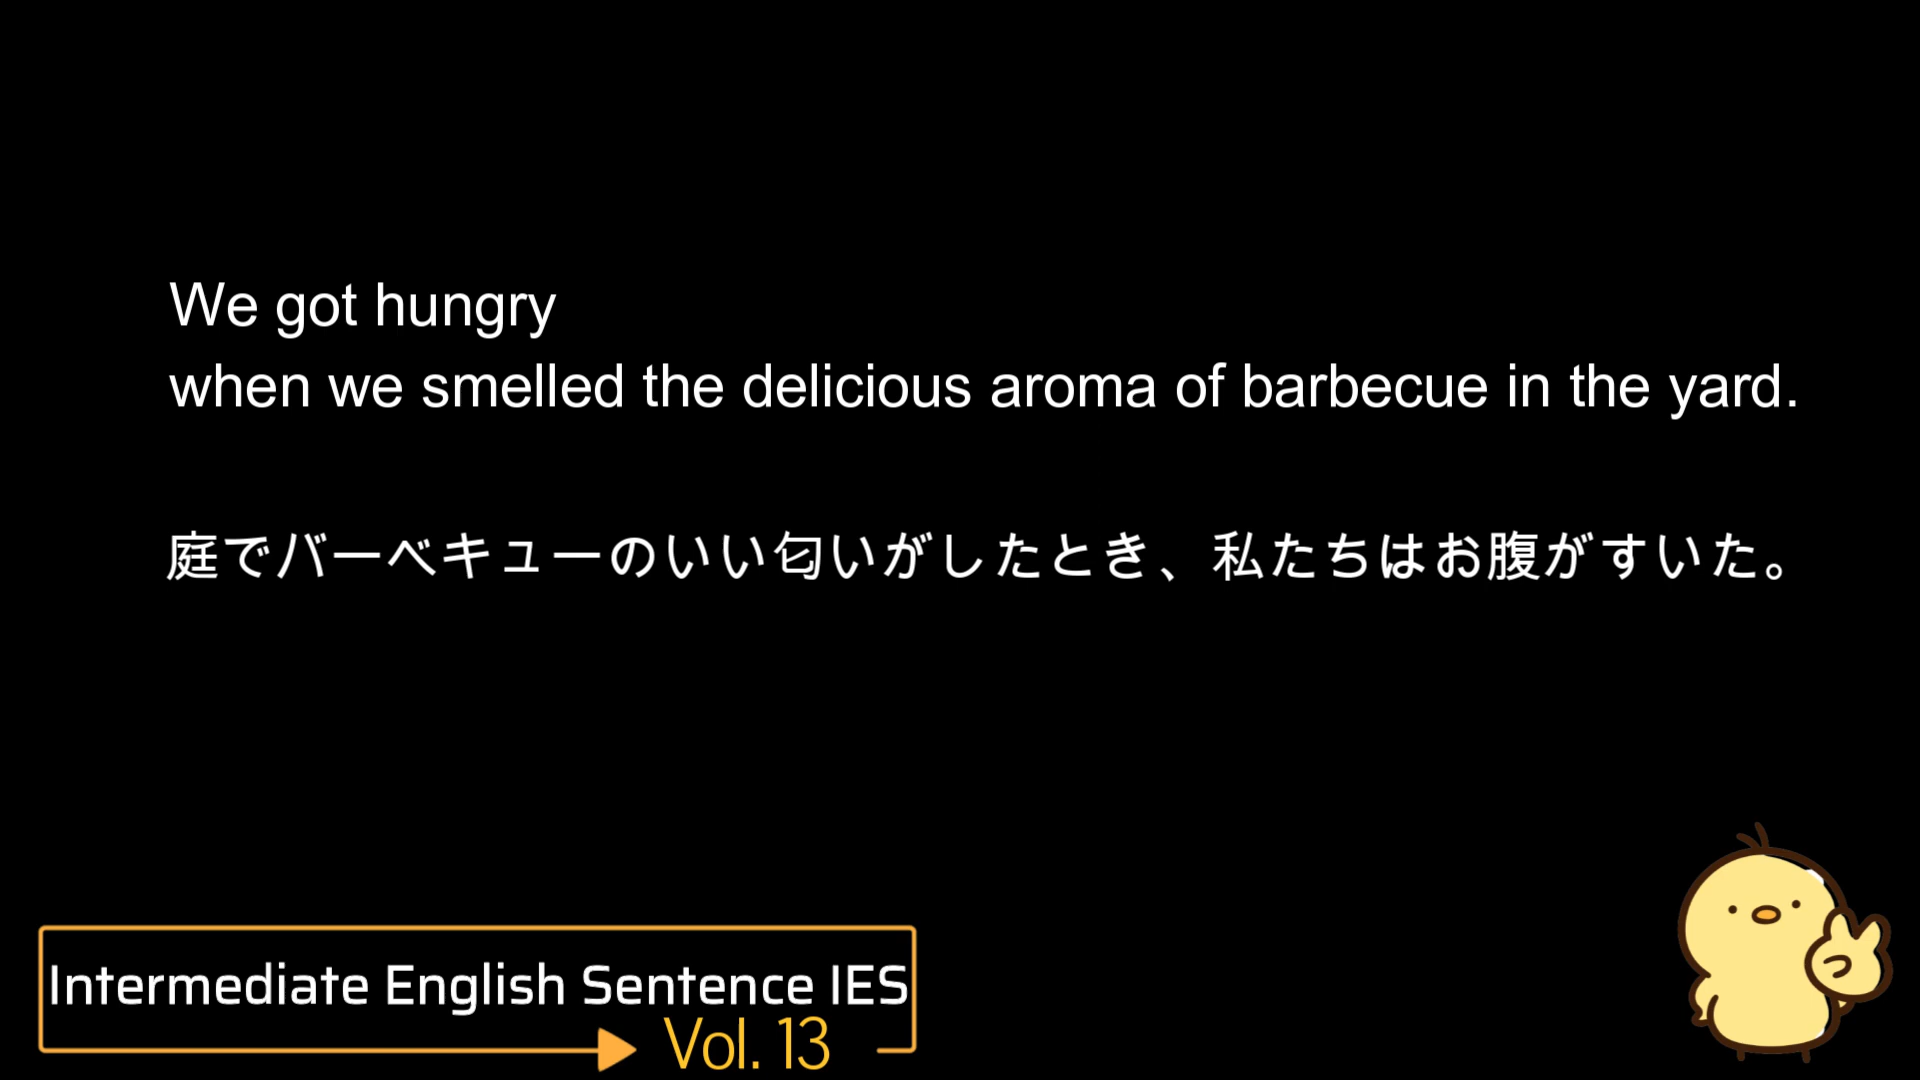 We got hungry
when we smelled the delicious aroma of barbecue in the yard.
庭でバーベキューのいい匂いがしたとき、私たちはお腹がすいた。
Intermediate English Sentence IES
Vol. 13